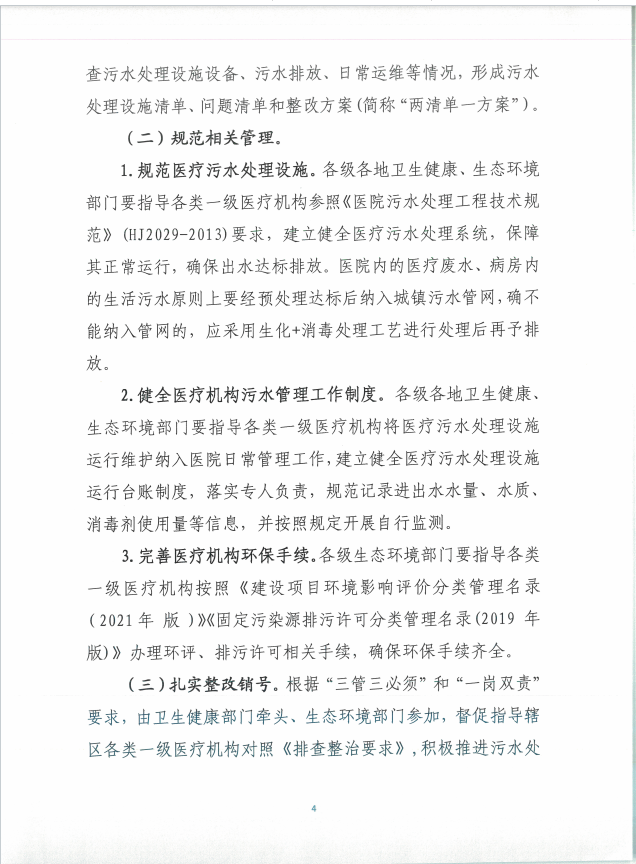 查污水处理设施设备、污水排放、日常运维等情况，形成污水
处理设施清单、问题清单和整改方案(简称“两清单一方案”)。
（二）规范相关管理。
1.规范医疗污水处理设施。各级各地卫生健康、生态环境
部门要指导各类一级医疗机构参照《医院污水处理工程技术规
范》(HJ2029-2013)要求，建立健全医疗污水处理系统，保障
其正常运行，确保出水达标排放。医院内的医疗废水、病房内
的生活污水原则上要经预处理达标后纳入城镇污水管网，确不
能纳入管网的，应采用生化+消毒处理工艺进行处理后再予排
放。
2.健全医疗机构污水管理工作制度。各级各地卫生健康、
生态环境部门要指导各类一级医疗机构将医疗污水处理设施
运行维护纳入医院日常管理工作，建立健全医疗污水处理设施
运行台账制度，落实专人负责，规范记录进出水水量、水质、
消毒剂使用量等信息，并按照规定开展自行监测。
3.完善医疗机构环保手续。各级生态环境部门要指导各类
一级医疗机构按照《建设项目环境影响评价分类管理名录
(2021年 版 )》《固定污染源排污许可分类管理名录(2019 年
版)》办理环评、排污许可相关手续，确保环保手续齐全。
（三）扎实整改销号。根据“三管三必须”和“一岗双责”
要求，由卫生健康部门牵头、生态环境部门参加，督促指导辖
区各类一级医疗机构对照《排查整治要求》,积极推进污水处
4